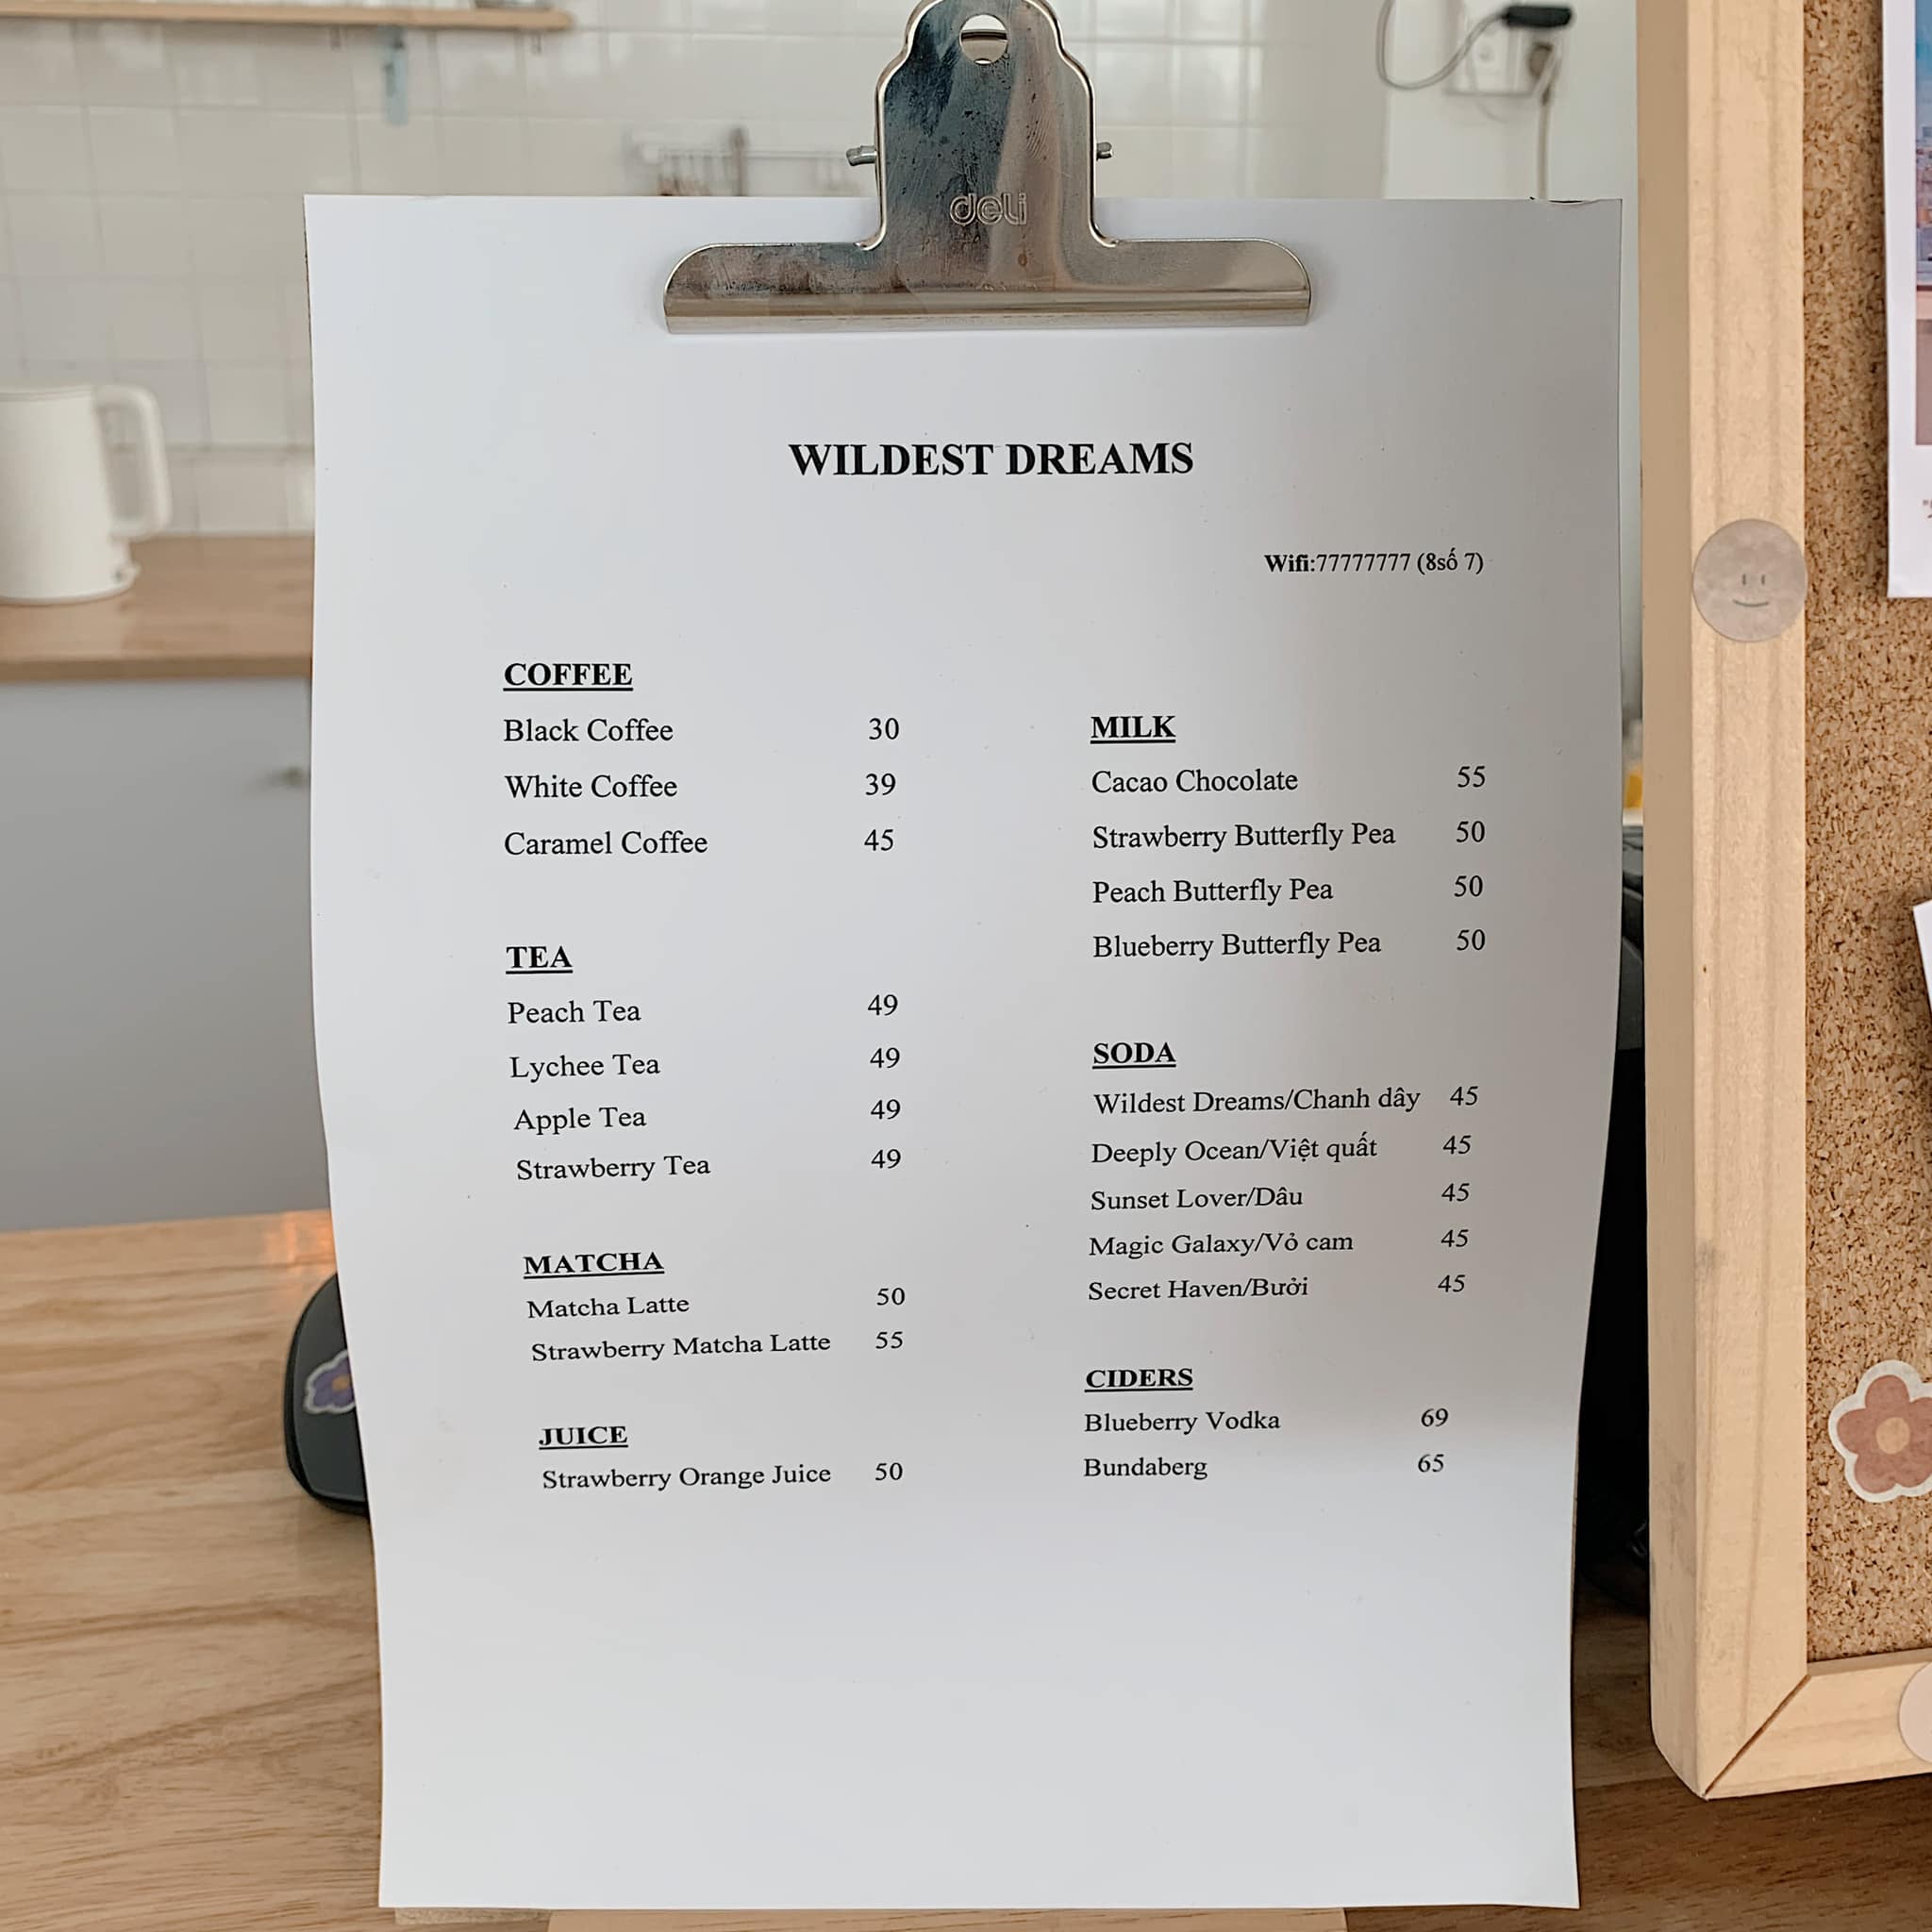 deli
WILDEST DREAMS
Wifi:77777777 (8số 7)
COFFEE
Black Coffee 30
White Coffee 39
Caramel Coffee 45
TEA
Peach Tea 49
Lychee Tea 49
Apple Tea 49
Strawberry Tea 49
MATCHA
Matcha Latte 50
Strawberry Matcha Latte 55
JUICE
Strawberry Orange Juice 50
MILK
Cacao Chocolate 55
Strawberry Butterfly Pea 50
Peach Butterfly Pea 50
Blueberry Butterfly Pea 50
SODA
Wildest Dreams/Chanh dây 45
Deeply Ocean/Việt quất 45
Sunset Lover/Dâu 45
Magic Galaxy/Vỏ cam 45
Secret Haven/Bưởi 45
CIDERS
Blueberry Vodka 69
Bundaberg 65